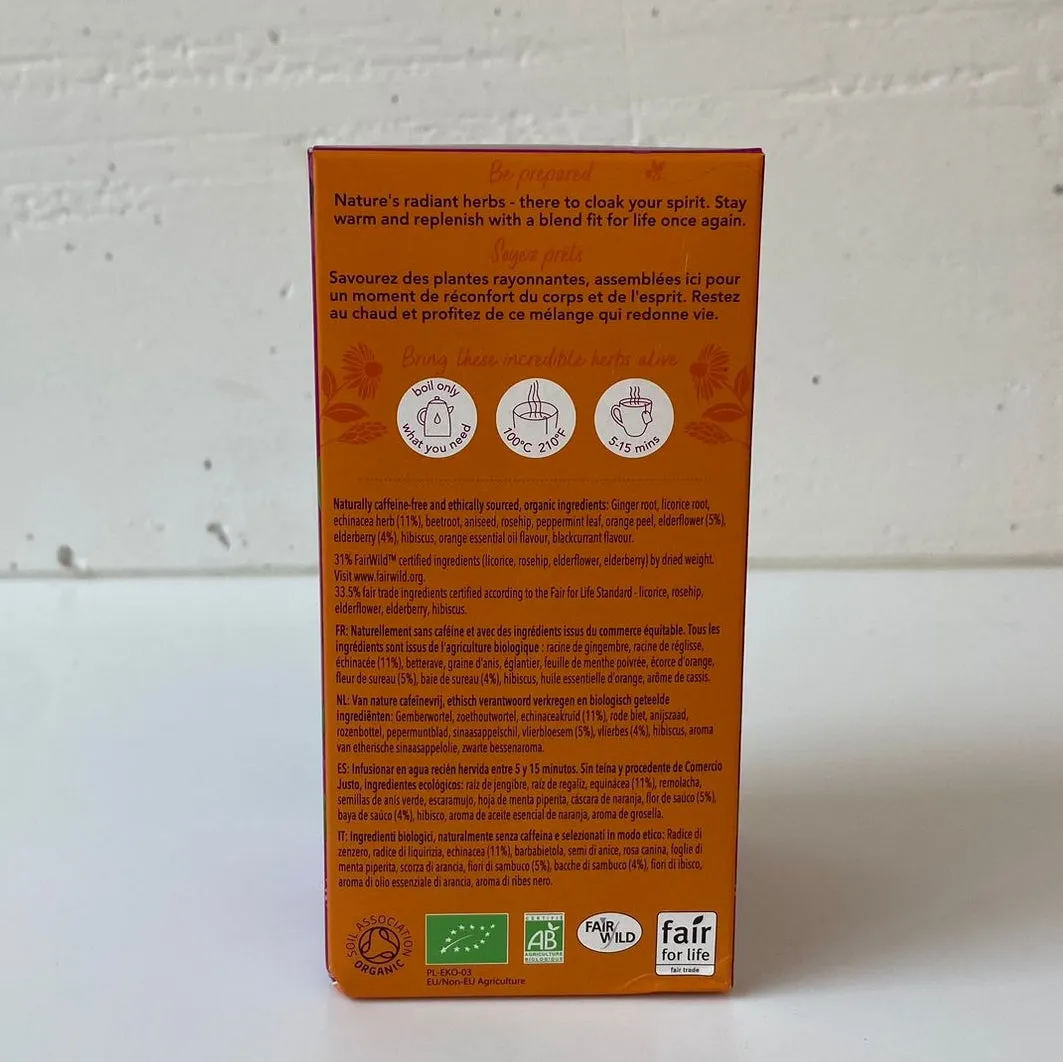 Be prepared
Nature's radiant herbs - there to cloak your spirit. Stay
warm and replenish with a blend fit for life once again.
Soyez prêts
Savourez des plantes rayonnantes, assemblées ici pour
un moment de réconfort du corps et de l'esprit. Restez
au chaud et profitez de ce mélange qui redonne vie.
Bring these incredible herbs alive
boil only
what you need
100°C 210°F
5-15 mins
Naturally caffeine-free and ethically sourced, organic ingredients: Ginger root, licorice root,
echinacea herb (11%), beetroot, aniseed, rosehip, peppermint leaf, orange peel, elderflower (5%),
elderberry (4%), hibiscus, orange essential oil flavour, blackcurrant flavour.
31% FairWild™ certified ingredients (licorice, rosehip, elderflower, elderberry) by dried weight.
Visit www.fairwild.org.
33.5% fair trade ingredients certified according to the Fair for Life Standard - licorice, rosehip,
elderflower, elderberry, hibiscus.
FR: Naturellement sans caféine et avec des ingrédients issus du commerce équitable. Tous les
ingrédients sont issus de l'agriculture biologique : racine de gingembre, racine de réglisse,
échinacée (11%), betterave, graine d'anis, églantier, feuille de menthe poivrée, écorce d'orange,
fleur de sureau (5%), baie de sureau (4%), hibiscus, huile essentielle d'orange, arôme de cassis.
NL: Van nature cafeïnevrij, ethisch verantwoord verkregen en biologisch geteelde
ingrediënten: Gemberwortel, zoethoutwortel, echinaceakruid (11%), rode biet, anijszaad,
rozenbottel, pepermuntblad, sinaasappelschil, vlierbloesem (5%), vlierbes (4%), hibiscus, aroma
van etherische sinaasappelolie, zwarte bessenaroma.
ES: Infusionar en agua recién hervida entre 5 y 15 minutos. Sin teína y procedente de Comercio
Justo, ingredientes ecológicos: raíz de jengibre, raíz de regaliz, equinácea (11%), remolacha,
semillas de anís verde, escaramujo, hoja de menta piperita, cáscara de naranja, flor de saúco (5%),
baya de saúco (4%), hibisco, aroma de aceite esencial de naranja, aroma de grosella.
IT: Ingredienti biologici, naturalmente senza caffeina e selezionati in modo etico: Radice di
zenzero, radice di liquirizia, echinacea (11%), barbabietola, semi di anice, rosa canina, foglie di
menta piperita, scorza di arancia, fiori di sambuco (5%), bacche di sambuco (4%), fiori di ibisco,
aroma di olio essenziale di arancia, aroma di ribes nero.
SOIL ASSOCIATION
ORGANIC
PL-EKO-03
EU/Non-EU Agriculture
CERTIFIÉ
AB
AGRICULTURE
BIOLOGIQUE
FAIR
WILD
fair
for life
fair trade